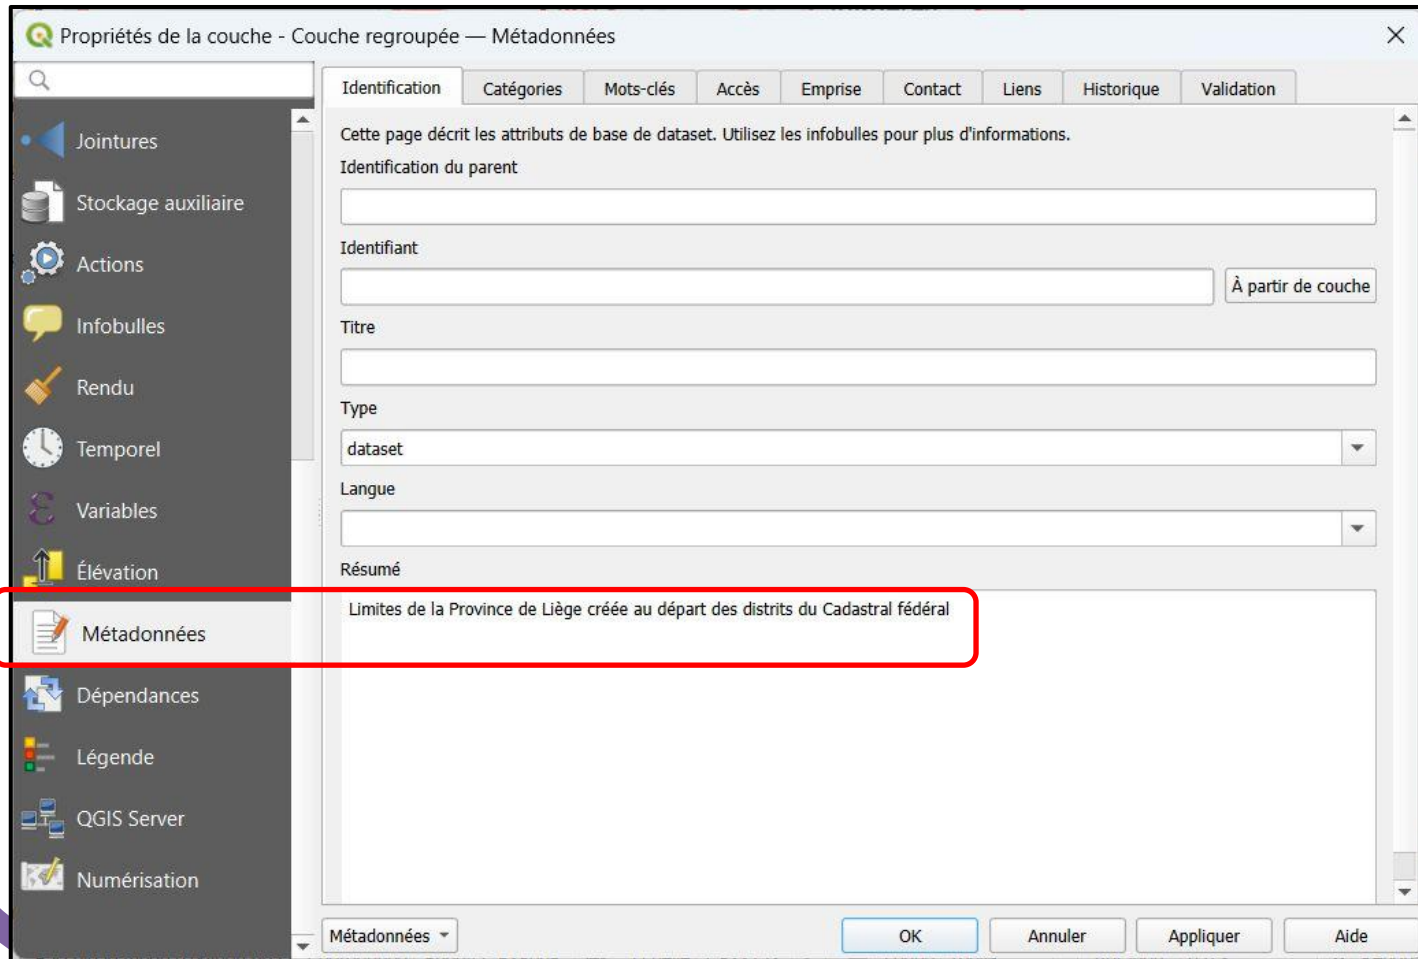 Propriétés de la couche - Couche regroupée — Métadonnées
Identification Catégories Mots-clés Accès Emprise Contact Liens Historique Validation
Jointures
Stockage auxiliaire
Actions
Infobulles
Rendu
Temporel
Variables
Élévation
Métadonnées
Dépendances
Légende
QGIS Server
Numérisation
Cette page décrit les attributs de base de dataset. Utilisez les infobulles pour plus d'informations.
Identification du parent
Identifiant
À partir de couche
Titre
Type
dataset
Langue
Résumé
Limites de la Province de Liège créée au départ des distrits du Cadastral fédéral
Métadonnées OK Annuler Appliquer Aide